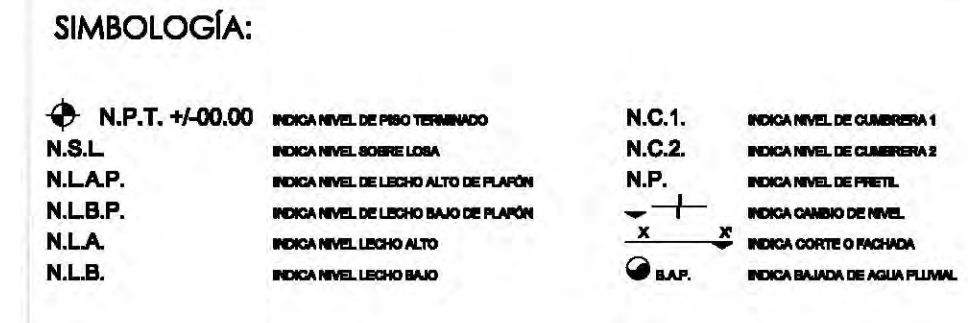 SIMBOLOGÍA:
N.P.T. +/-00.00 INDICA NIVEL DE PISO TERMINADO
N.S.L. INDICA NIVEL SOBRE LOSA
N.L.A.P. INDICA NIVEL DE LECHO ALTO DE PLAFÓN
N.L.B.P. INDICA NIVEL DE LECHO BAJO DE PLAFÓN
N.L.A. INDICA NIVEL LECHO ALTO
N.L.B. INDICA NIVEL LECHO BAJO
N.C.1. INDICA NIVEL DE CUMBRERA 1
N.C.2. INDICA NIVEL DE CUMBRERA 2
N.P. INDICA NIVEL DE PRETIL
INDICA CAMBIO DE NIVEL
X X' INDICA CORTE O FACHADA
B.A.P. INDICA BAJADA DE AGUA PLUVIAL